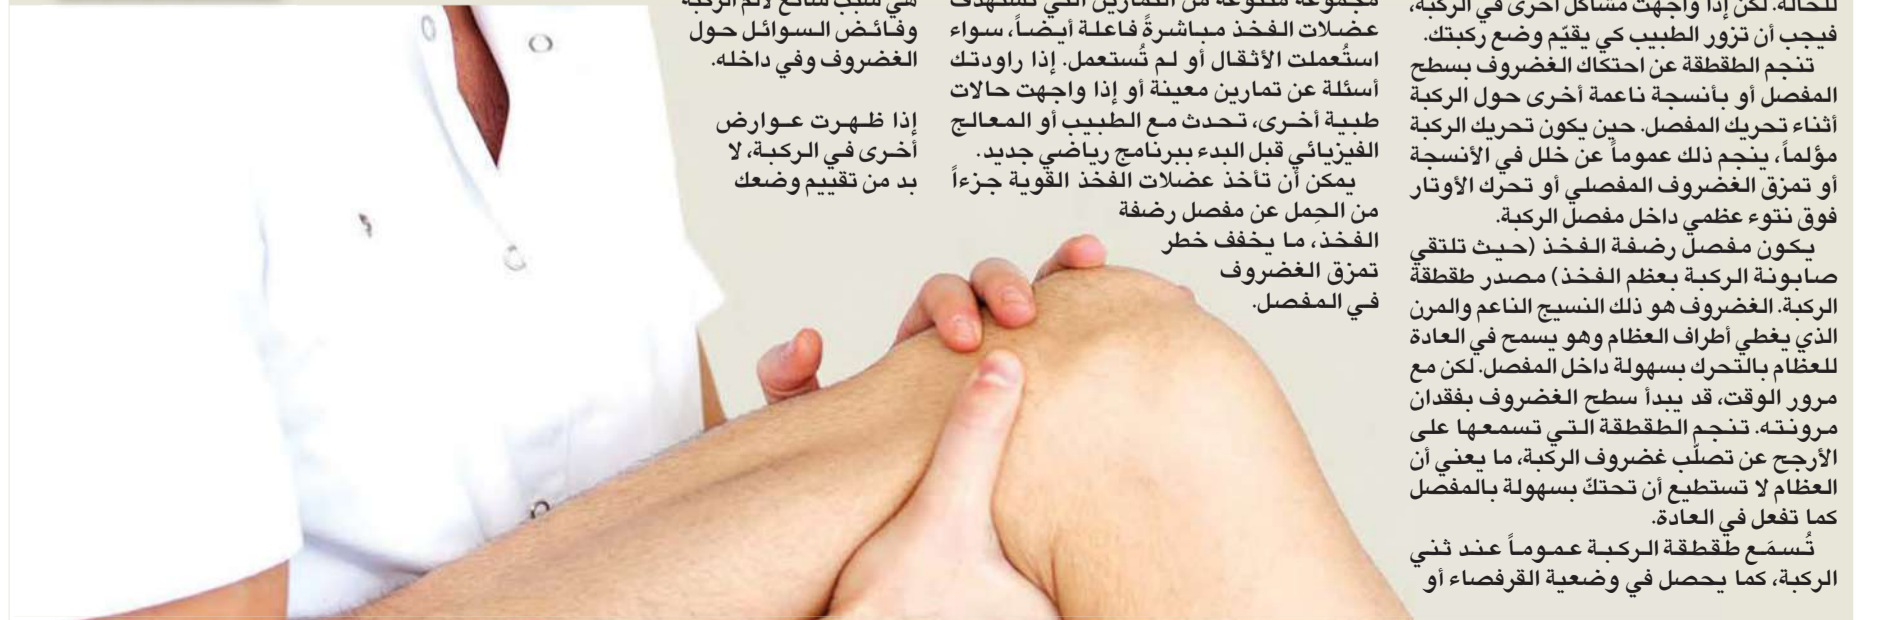 للحالة. لكن إذا واجهت مشاكل أخرى في الركبة،
فيجب أن تزور الطبيب كي يقيّم وضع ركبتك.
تنجم الطقطقة عن احتكاك الغضروف بسطح
المفصل أو بأنسجة ناعمة أخرى حول الركبة
أثناء تحريك المفصل. حين يكون تحريك الركبة
مؤلماً، ينجم ذلك عموماً عن خلل في الأنسجة
أو تمزق الغضروف المفصلي أو تحرك الأوتار
فوق نتوء عظمي داخل مفصل الركبة.
يكون مفصل رضفة الفخذ (حيث تلتقي
صابونة الركبة بعظم الفخذ) مصدر طقطقة
الركبة. الغضروف هو ذلك النسيج الناعم والمرن
الذي يغطي أطراف العظام وهو يسمح في العادة
للعظام بالتحرك بسهولة داخل المفصل. لكن مع
مرور الوقت، قد يبدأ سطح الغضروف بفقدان
مرونته. تنجم الطقطقة التي تسمعها على
الأرجح عن تصلّب غضروف الركبة، ما يعني أن
العظام لا تستطيع أن تحتكّ بسهولة بالمفصل
كما تفعل في العادة.
تُسمَع طقطقة الركبة عموماً عند ثني
الركبة، كما يحصل في وضعية القرفصاء أو
مجموعة متنوعة من التمارين التي تستهدف
عضلات الفخذ مباشرةً فاعلة أيضاً، سواء
استُعملت الأثقال أو لم تُستعمل. إذا راودتك
أسئلة عن تمارين معينة أو إذا واجهت حالات
طبية أخرى، تحدث مع الطبيب أو المعالج
الفيزيائي قبل البدء ببرنامج رياضي جديد.
يمكن أن تأخذ عضلات الفخذ القوية جزءاً
من الحِمل عن مفصل رضفة
الفخذ، ما يخفف خطر
تمزق الغضروف
في المفصل.
هي سبب شائع لألم الركبة
وفائض السوائل حول
الغضروف وفي داخله.
إذا ظهرت عوارض
أخرى في الركبة، لا
بد من تقييم وضعك